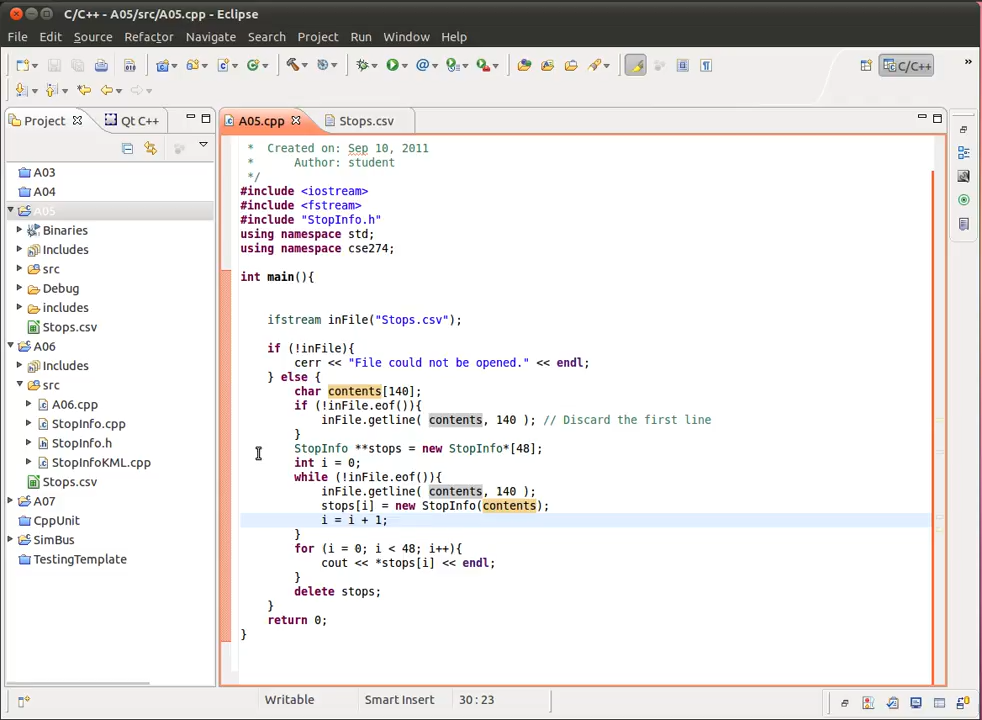 C/C++ - A05/src/A05.cpp - Eclipse
File Edit Source Refactor Navigate Search Project Run Window Help
C/C++
Project Qt C++ A05.cpp Stops.csv
A03
A04
A05
Binaries
Includes
src
Debug
includes
Stops.csv
A06
Includes
src
A06.cpp
StopInfo.cpp
StopInfo.h
StopInfoKML.cpp
Stops.csv
A07
CppUnit
SimBus
TestingTemplate
*  Created on: Sep 10, 2011
*      Author: student
*/
#include <iostream>
#include <fstream>
#include "StopInfo.h"
using namespace std;
using namespace cse274;
int main(){
ifstream inFile("Stops.csv");
if (!inFile){
cerr << "File could not be opened." << endl;
} else {
char contents[140];
if (!inFile.eof()){
inFile.getline( contents, 140 ); // Discard the first line
}
StopInfo **stops = new StopInfo*[48];
int i = 0;
while (!inFile.eof()){
inFile.getline( contents, 140 );
stops[i] = new StopInfo(contents);
i = i + 1;
}
for (i = 0; i < 48; i++){
cout << *stops[i] << endl;
}
delete stops;
}
return 0;
}
Writable Smart Insert 30 : 23